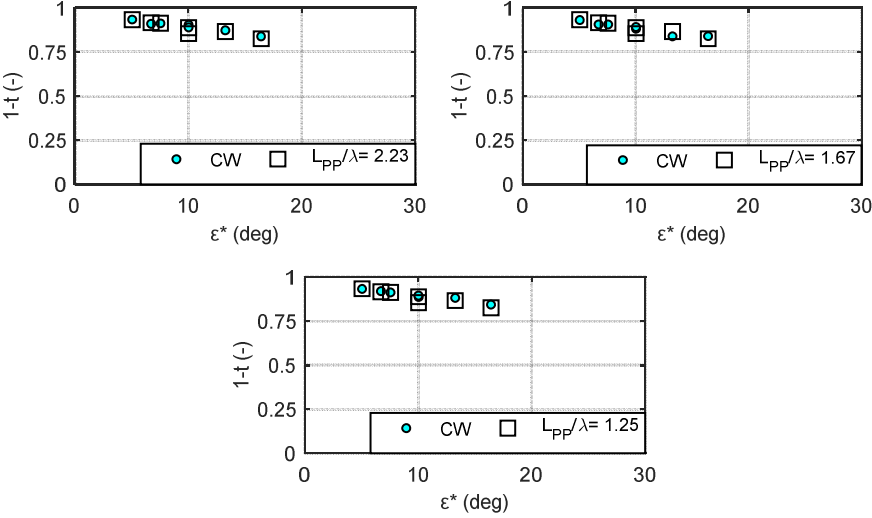 1
0.75
0.5
0.25
0
1-t (-)
CW
L_PP/λ= 2.23
0 10 20 30
ε* (deg)
1
0.75
0.5
0.25
0
1-t (-)
CW
L_PP/λ= 1.67
0 10 20 30
ε* (deg)
1
0.75
0.5
0.25
0
1-t (-)
CW
L_PP/λ= 1.25
0 10 20 30
ε* (deg)